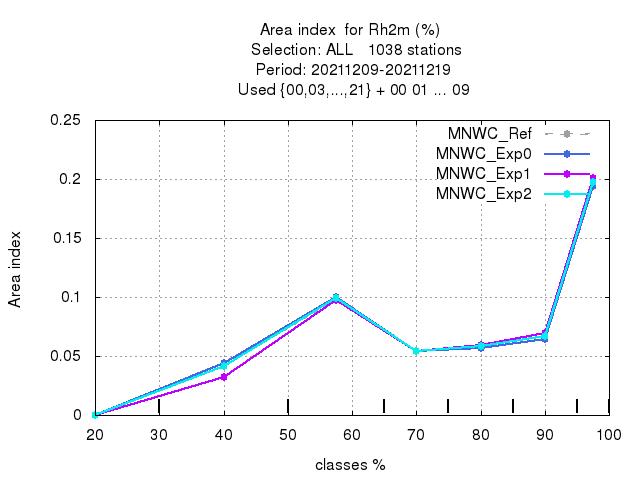 Area index for Rh2m (%)
Selection: ALL 1038 stations
Period: 20211209-20211219
Used {00,03,...,21} + 00 01 ... 09
0.25
0.2
0.15
0.1
0.05
0
Area index
MNWC_Ref
MNWC_Exp0
MNWC_Exp1
MNWC_Exp2
20 30 40 50 60 70 80 90 100
classes %